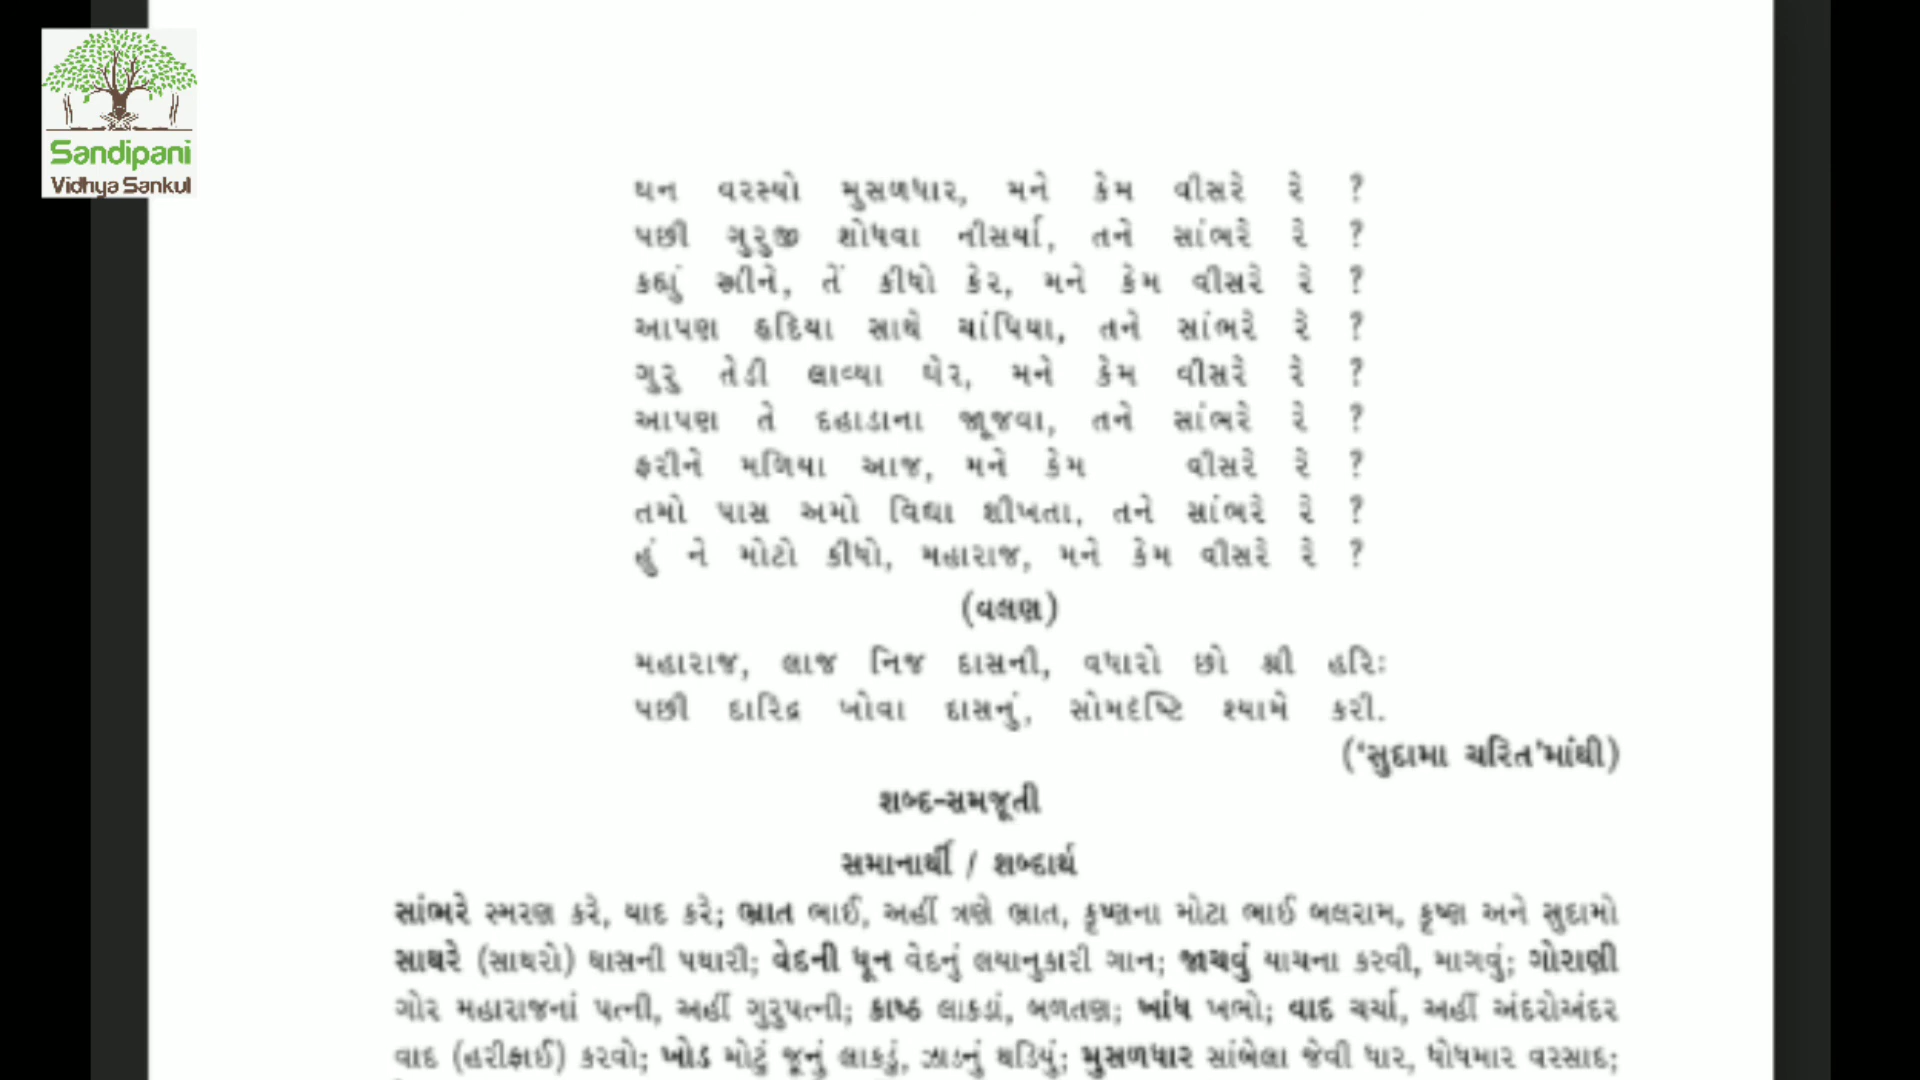 Sandipani
Vidhya Sankul
ઘન વરસ્યો મુસળધાર, મને કેમ વીસરે રે ?
પછી ગુરુજી શોધવા નીસર્યા, તને સાંભરે રે ?
કહ્યું સ્ત્રીને, તેં કીધો કેર, મને કેમ વીસરે રે ?
આપણ હૃદિયા સાથે ચાંપિયા, તને સાંભરે રે ?
ગુરુ તેડી લાવ્યા ઘેર, મને કેમ વીસરે રે ?
આપણ તે દહાડાના જૂજવા, તને સાંભરે રે ?
ફરીને મળિયા આજ, મને કેમ વીસરે રે ?
તમો પાસ અમો વિદ્યા શીખતા, તને સાંભરે રે ?
હું ને મોટો કીધો, મહારાજ, મને કેમ વીસરે રે ?
(વલણ)
મહારાજ, લાજ નિજ દાસની, વધારો છો શ્રી હરિઃ
પછી દારિદ્ર ખોવા દાસનું, સોમદૃષ્ટિ શ્યામે કરી.
('સુદામા ચરિત'માંથી)
શબ્દ-સમજૂતી
સમાનાર્થી / શબ્દાર્થ
સાંભરે સ્મરણ કરે, યાદ કરે; ભ્રાત ભાઈ, અહીં ત્રણે ભ્રાત, કૃષ્ણના મોટા ભાઈ બલરામ, કૃષ્ણ અને સુદામો
સાથરે (સાથરો) ઘાસની પથારી; વેદની ધૂન વેદનું લયાનુકારી ગાન; જાચવું યાચના કરવી, માગવું; ગોરાણી
ગોર મહારાજનાં પત્ની, અહીં ગુરુપત્ની; કાષ્ઠ લાકડાં, બળતણ; ખાંધ ખભો; વાદ ચર્ચા, અહીં અંદરોઅંદર
વાદ (હરીફાઈ) કરવો; ખોડ મોટું જૂનું લાકડું, ઝાડનું થડિયું; મુસળધાર સાંબેલા જેવી ધાર, ધોધમાર વરસાદ;